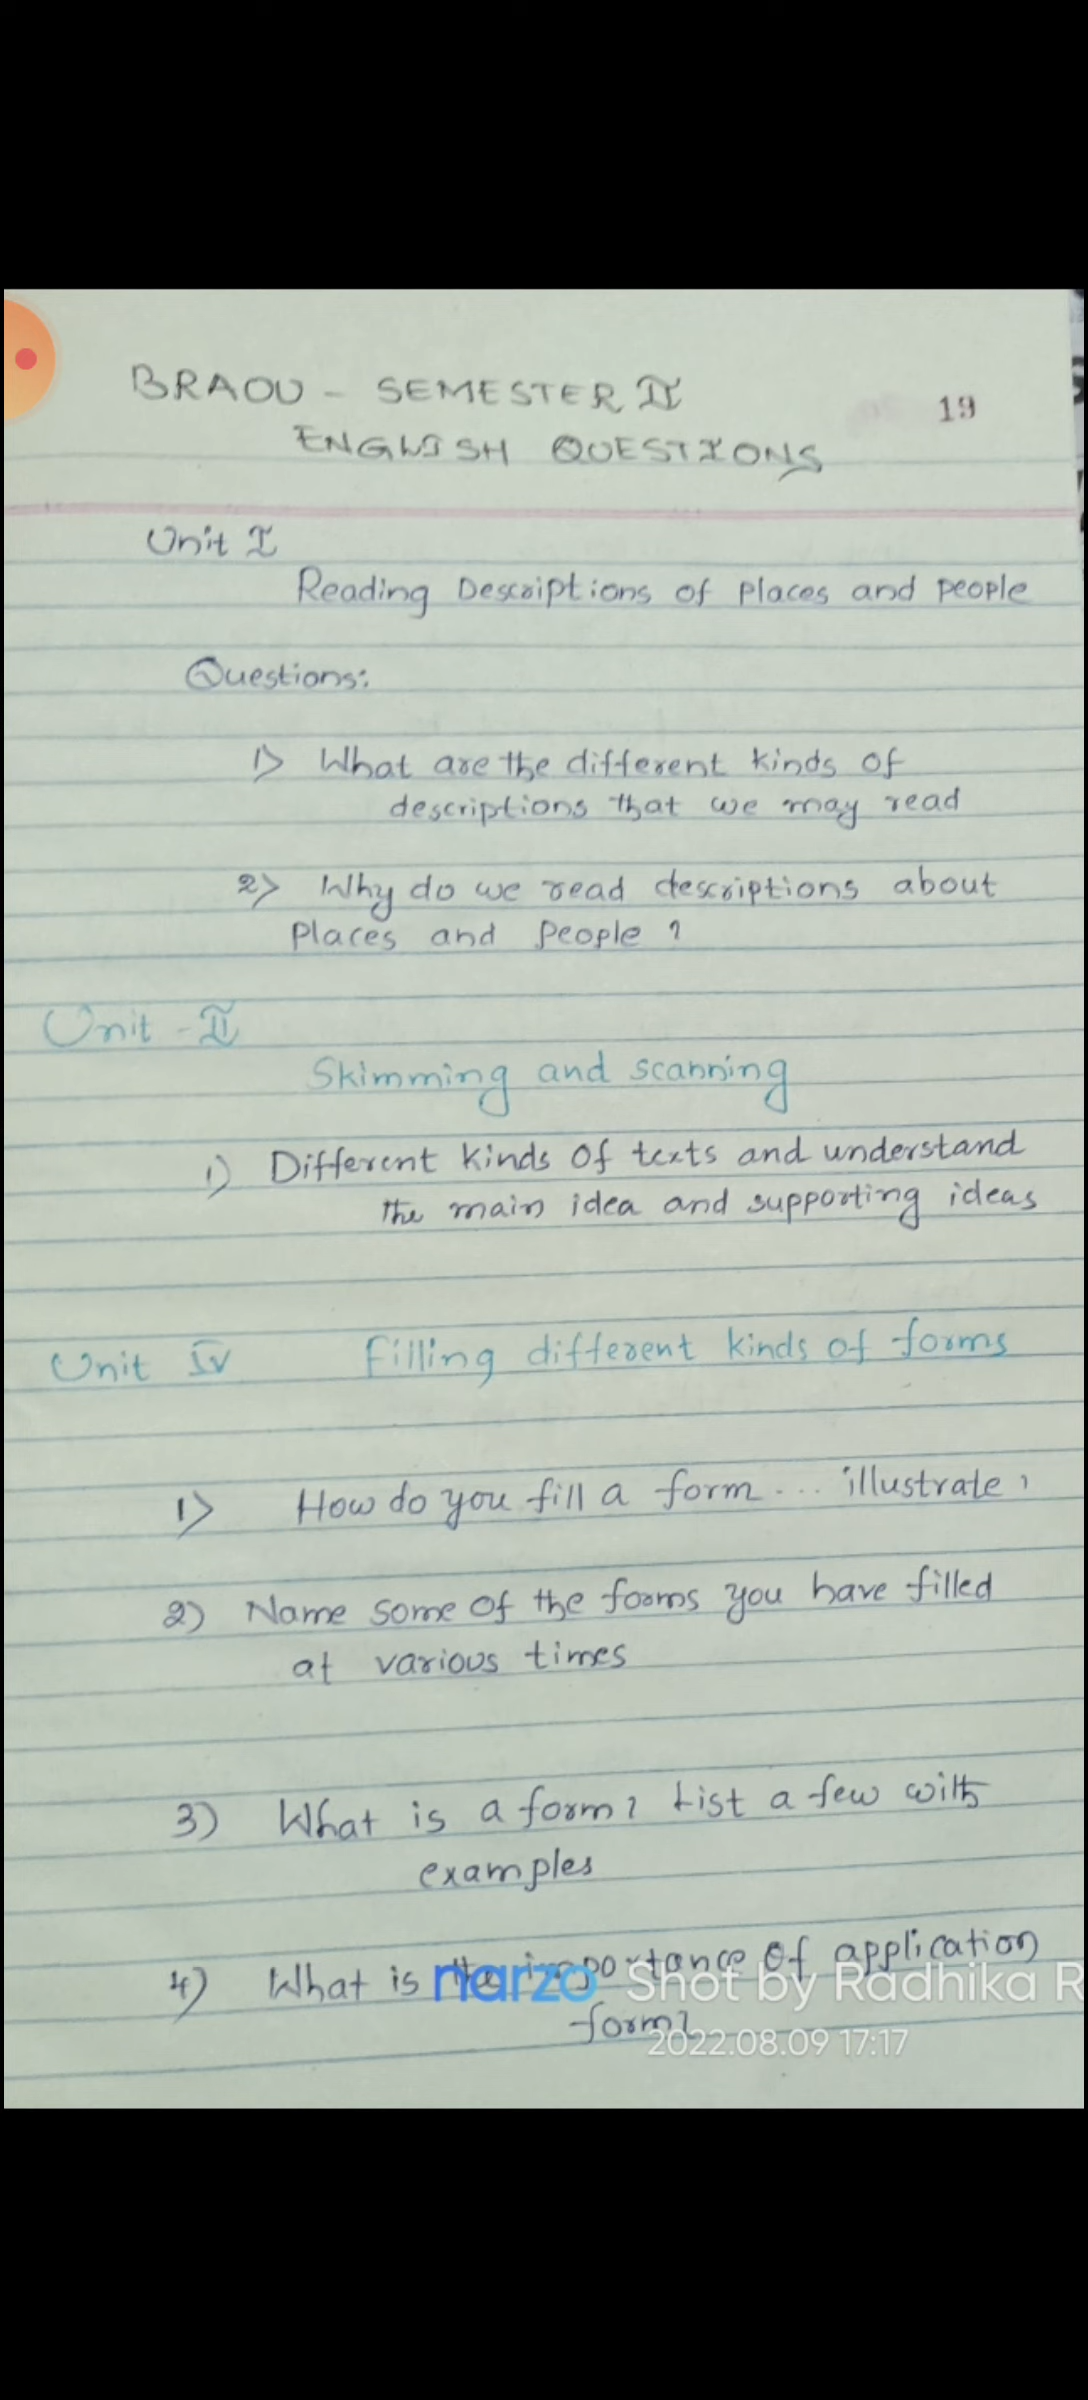 BRAOU - SEMESTER II
19
ENGLISH QUESTIONS
Unit I
Reading Descriptions of places and people
Questions:
1) What are the different kinds of
descriptions that we may read
2) Why do we read descriptions about
places and people ?
Unit - II
Skimming and scanning
1) Different kinds of texts and understand
the main idea and supporting ideas
Unit IV Filling different kinds of forms
1) How do you fill a form ... illustrate ?
2) Name some of the forms you have filled
at various times
3) What is a form? List a few with
examples
4) What is the importance of application
form?
narzo Shot by Radhika R
2022.08.09 17:17